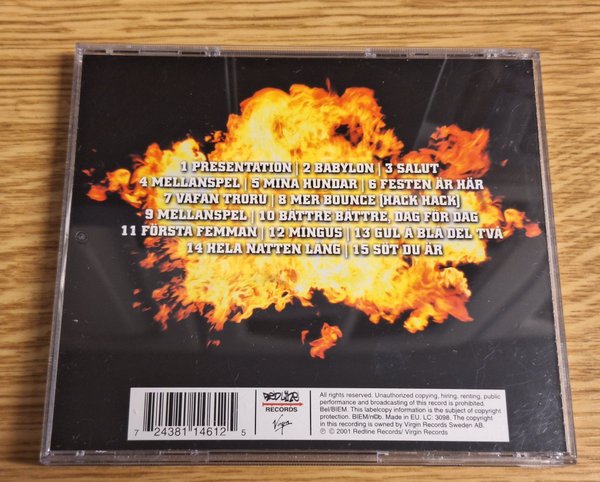 1 PRESENTATION | 2 BABYLON | 3 SALUT
4 MELLANSPEL | 5 MINA HUNDAR | 6 FESTEN ÄR HÄR
7 VAFAN TRORU | 8 MER BOUNCE (HACK HACK)
9 MELLANSPEL | 10 BÄTTRE BÄTTRE, DAG FÖR DAG
11 FÖRSTA FEMMAN | 12 MINGUS | 13 GUL Å BLÅ DEL TVÅ
14 HELA NATTEN LÅNG | 15 SÖT DU ÄR
7 24381 14612 5
REDLINE
RECORDS
Virgin
All rights reserved. Unauthorized copying, hiring, renting, public
performance and broadcasting of this record is prohibited.
Bel/BIEM. This labelcopy information is the subject of copyright
protection. BIEM/n©b. Made in EU. LC: 3098. The copyright
in this recording is owned by Virgin Records Sweden AB.
℗ © 2001 Redline Records/ Virgin Records